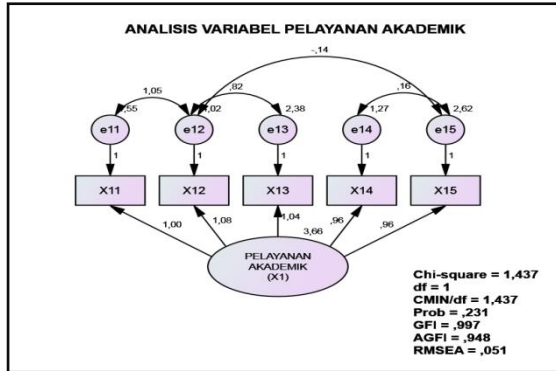 ANALISIS VARIABEL PELAYANAN AKADEMIK
-,14
1,05 ,82 ,16
,55 ,02 2,38 1,27 2,62
e11 e12 e13 e14 e15
1 1 1 1 1
X11 X12 X13 X14 X15
1,00 1,08 1,04 ,96 ,96
3,66
PELAYANAN
AKADEMIK
(X1)
Chi-square = 1,437
df = 1
CMIN/df = 1,437
Prob = ,231
GFI = ,997
AGFI = ,948
RMSEA = ,051